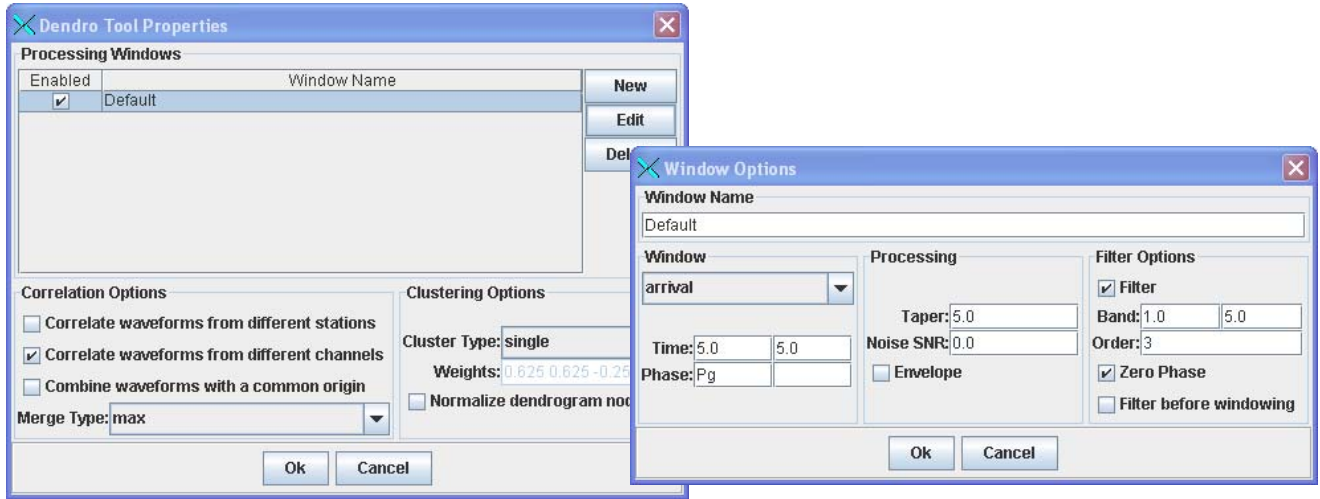 Dendro Tool Properties
Processing Windows
Enabled Window Name
Default
New
Edit
Del
Correlation Options
Correlate waveforms from different stations
Correlate waveforms from different channels
Combine waveforms with a common origin
Merge Type: max
Clustering Options
Cluster Type: single
Weights: 0.625 0.625 -0.25
Normalize dendrogram nod
Ok Cancel
Window Options
Window Name
Default
Window
arrival
Time: 5.0 5.0
Phase: Pg
Processing
Taper: 5.0
Noise SNR: 0.0
Envelope
Filter Options
Filter
Band: 1.0 5.0
Order: 3
Zero Phase
Filter before windowing
Ok Cancel